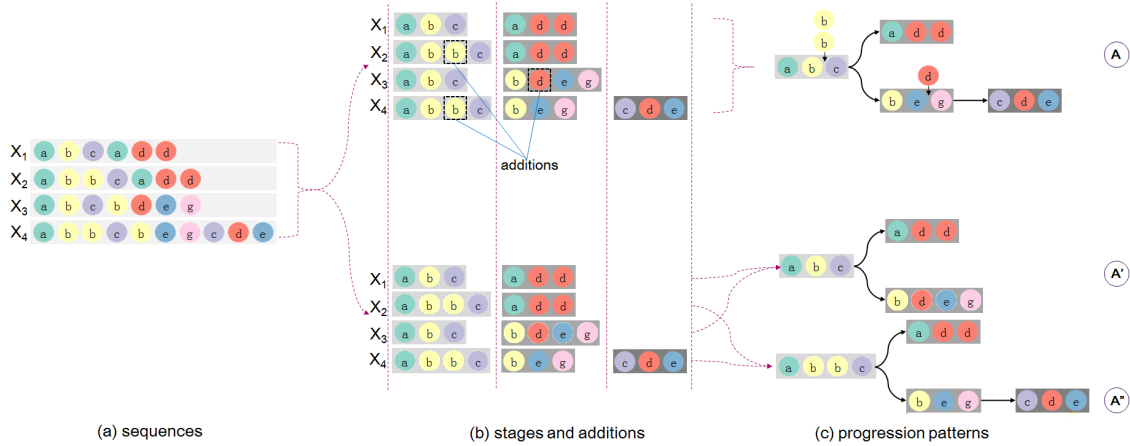 b
b
X1 a b c a d d
a d d
X2 a b b c a d d
a b c
A
X3 a b c b d e g
d
X4 a b b c b e g c d e
b e g c d e
additions
X1 a b c a d d
X2 a b b c a d d
X3 a b c b d e g
X4 a b b c b e g c d e
a d d
X1 a b c a d d
a b c
A'
X2 a b b c a d d
b d e g
X3 a b c b d e g
a d d
X4 a b b c b e g c d e
a b b c
b e g c d e
A"
(a) sequences
(b) stages and additions
(c) progression patterns